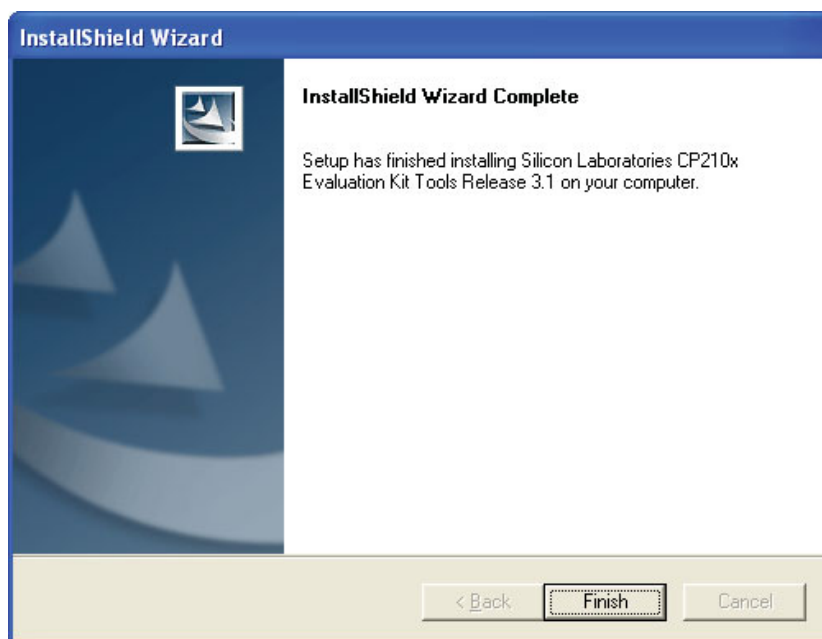 InstallShield Wizard
InstallShield Wizard Complete
Setup has finished installing Silicon Laboratories CP210x
Evaluation Kit Tools Release 3.1 on your computer.
< Back
Finish
Cancel